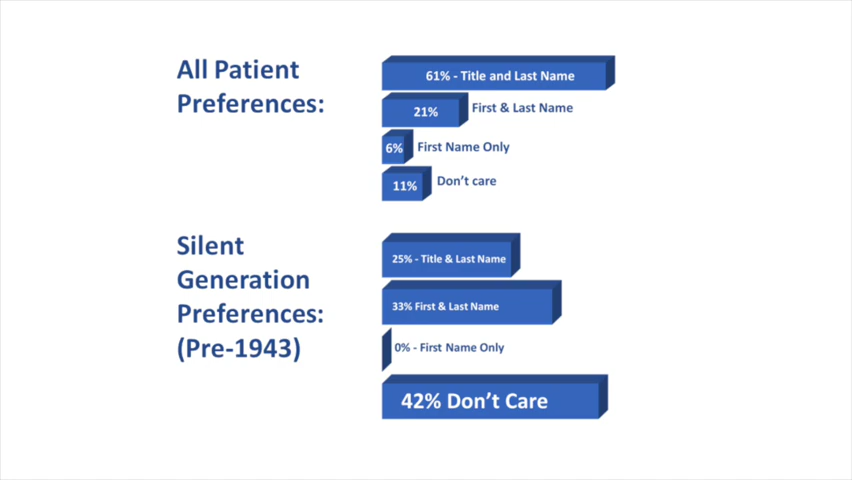 All Patient
Preferences:
61% - Title and Last Name
21% First & Last Name
6% First Name Only
11% Don't care
Silent
Generation
Preferences:
(Pre-1943)
25% - Title & Last Name
33% First & Last Name
0% - First Name Only
42% Don't Care